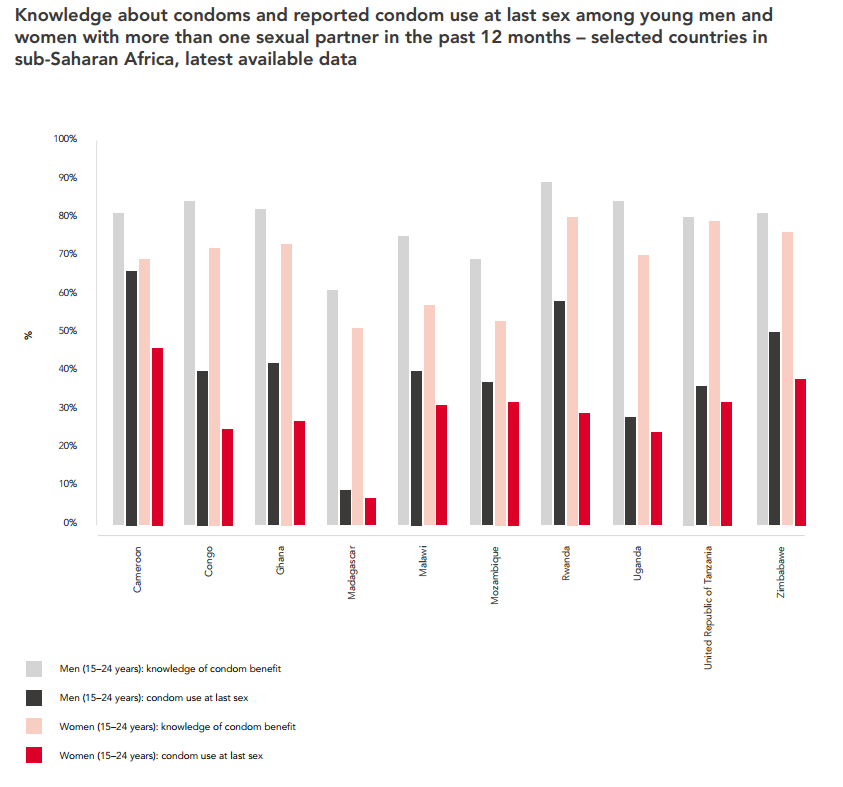 Knowledge about condoms and reported condom use at last sex among young men and
women with more than one sexual partner in the past 12 months – selected countries in
sub-Saharan Africa, latest available data
100%
90%
80%
70%
60%
50%
40%
30%
20%
10%
0%
%
Cameroon
Congo
Ghana
Madagascar
Malawi
Mozambique
Rwanda
Uganda
United Republic of Tanzania
Zimbabawe
Men (15–24 years): knowledge of condom benefit
Men (15–24 years): condom use at last sex
Women (15–24 years): knowledge of condom benefit
Women (15–24 years): condom use at last sex